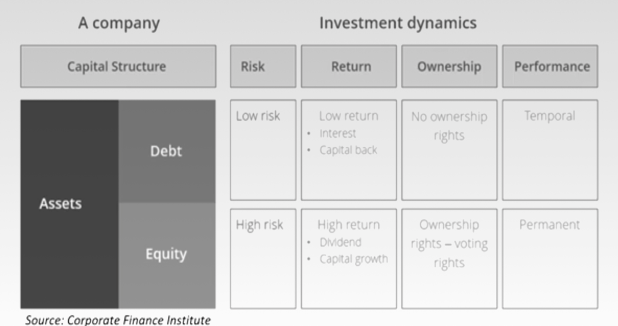 A company
Investment dynamics
Capital Structure
Risk
Return
Ownership
Performance
Assets
Debt
Low risk
Low return
• Interest
• Capital back
No ownership
rights
Temporal
Equity
High risk
High return
• Dividend
• Capital growth
Ownership
rights – voting
rights
Permanent
Source: Corporate Finance Institute